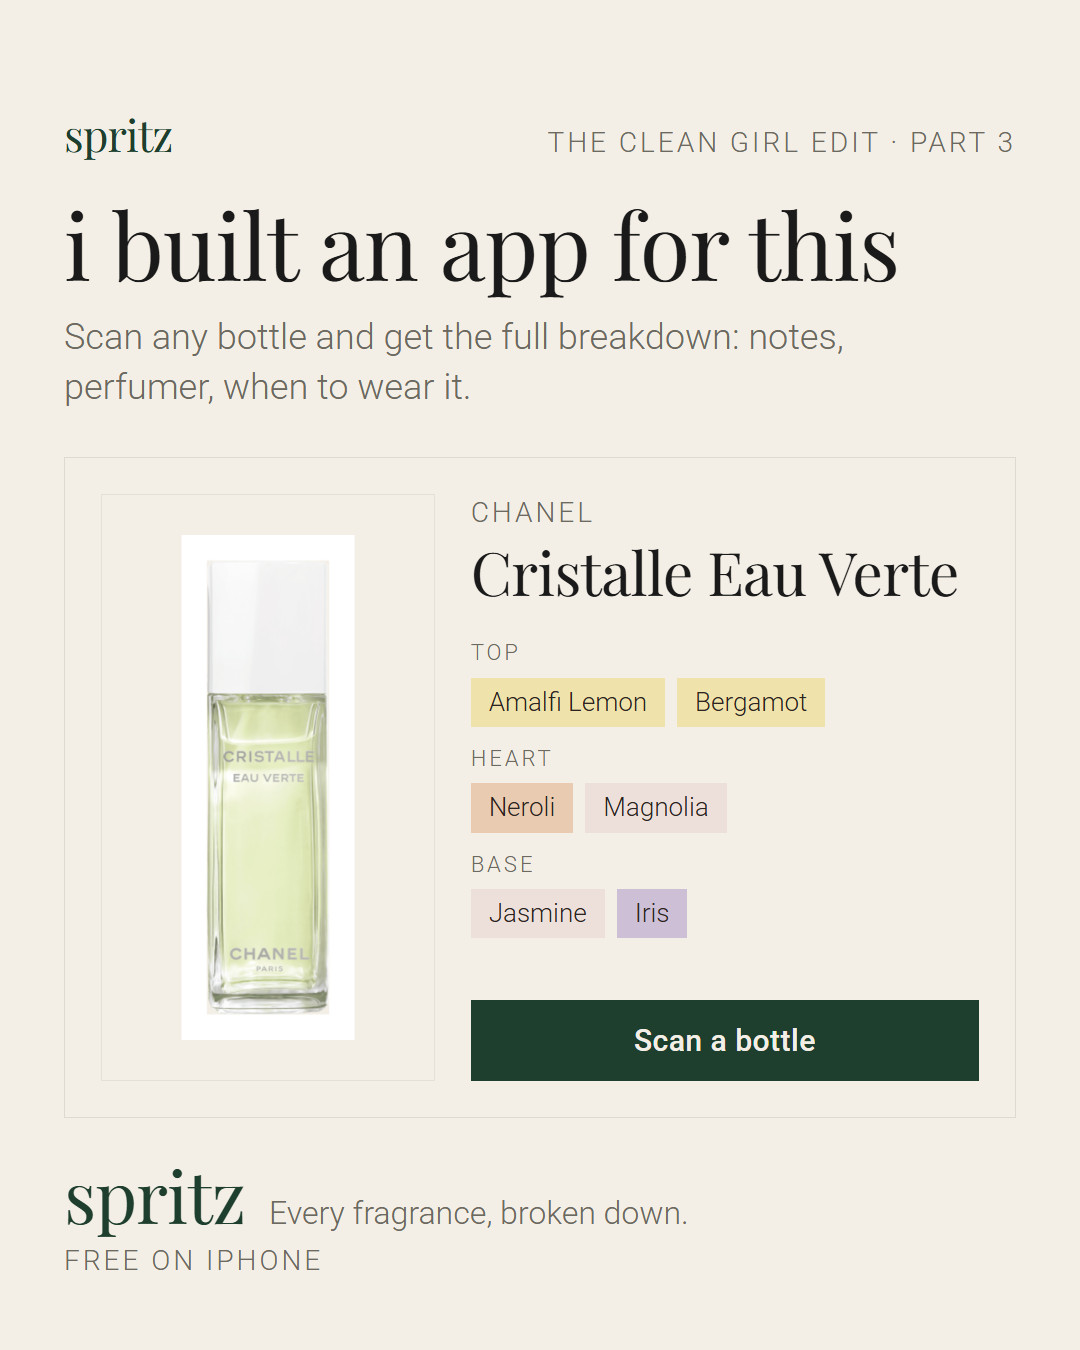 spritz
THE CLEAN GIRL EDIT · PART 3
i built an app for this
Scan any bottle and get the full breakdown: notes,
perfumer, when to wear it.
CRISTALLE
EAU VERTE
CHANEL
PARIS
CHANEL
Cristalle Eau Verte
TOP
Amalfi Lemon Bergamot
HEART
Neroli Magnolia
BASE
Jasmine Iris
Scan a bottle
spritz Every fragrance, broken down.
FREE ON IPHONE